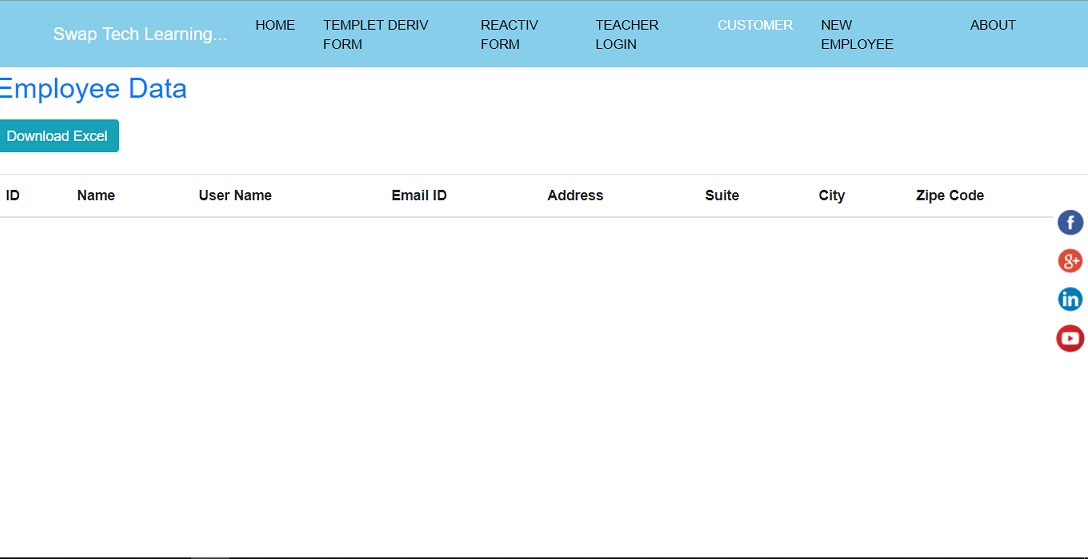 Swap Tech Learning...
HOME
TEMPLET DERIV
FORM
REACTIV
FORM
TEACHER
LOGIN
CUSTOMER
NEW
EMPLOYEE
ABOUT
Employee Data
Download Excel
ID Name User Name Email ID Address Suite City Zipe Code
f
g+
in